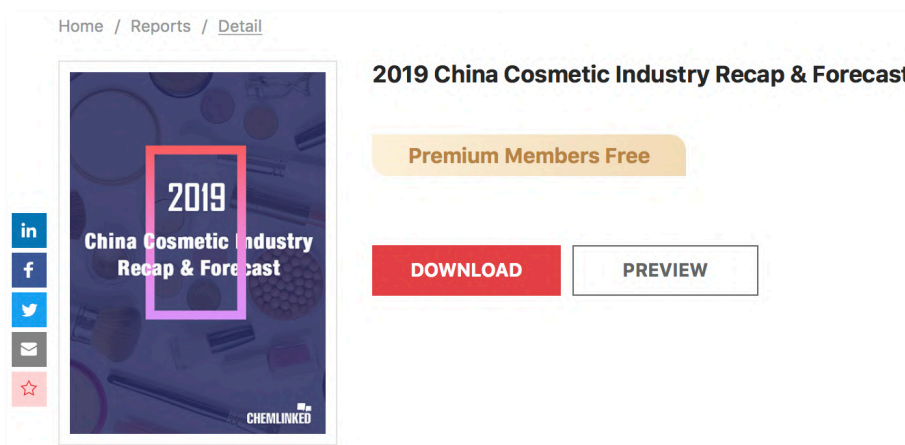 Home / Reports / Detail
2019 China Cosmetic Industry Recap & Forecast
Premium Members Free
DOWNLOAD PREVIEW
2019
China Cosmetic Industry
Recap & Forecast
CHEMLINKED
in
f